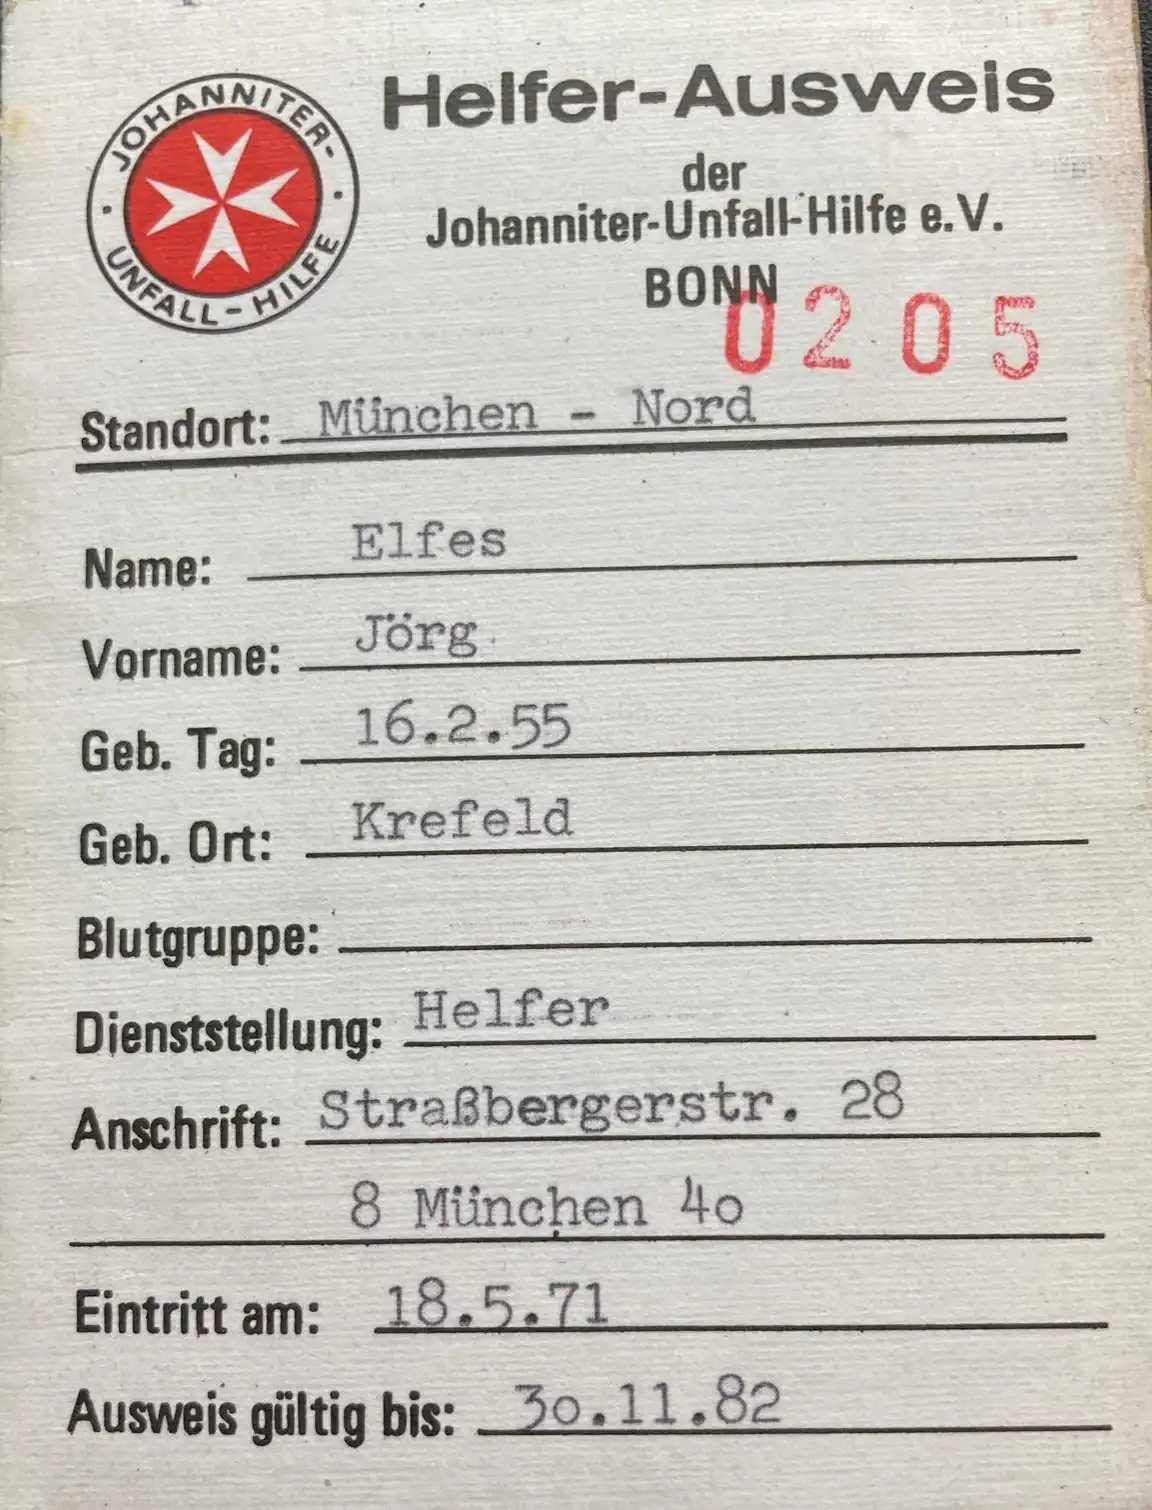 JOHANNITER-
UNFALL-HILFE
Helfer-Ausweis
der
Johanniter-Unfall-Hilfe e.V.
BONN
0205
Standort: München - Nord
Name: Elfes
Vorname: Jörg
Geb. Tag: 16.2.55
Geb. Ort: Krefeld
Blutgruppe:
Dienststellung: Helfer
Anschrift: Straßbergerstr. 28
8 München 40
Eintritt am: 18.5.71
Ausweis gültig bis: 30.11.82